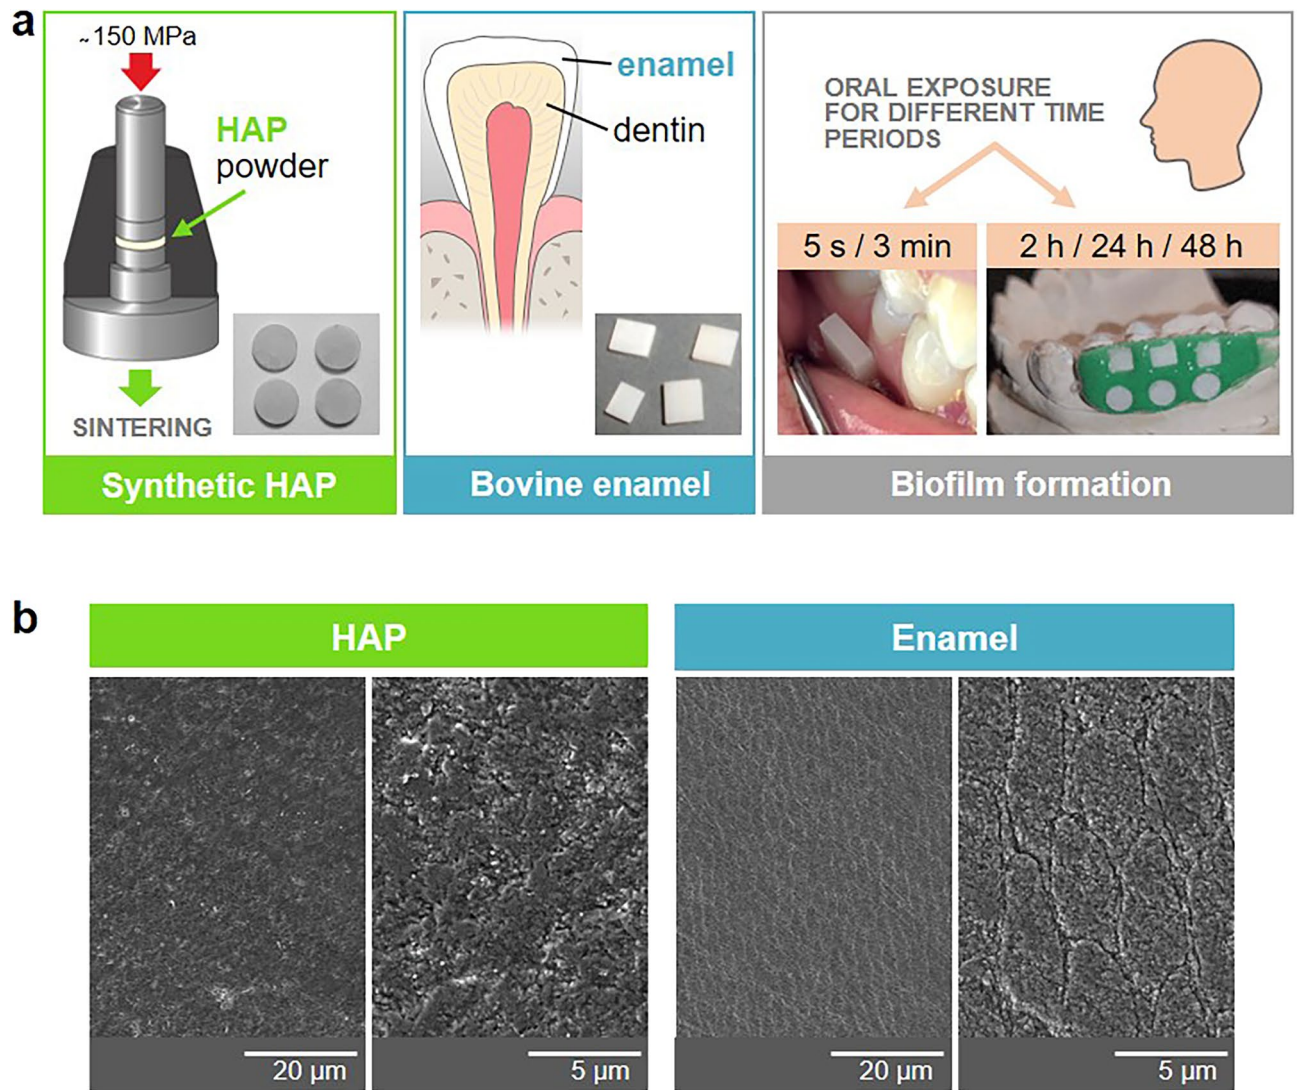 a
~150 MPa
HAP
powder
SINTERING
Synthetic HAP
enamel
dentin
Bovine enamel
ORAL EXPOSURE
FOR DIFFERENT TIME
PERIODS
5 s / 3 min
2 h / 24 h / 48 h
Biofilm formation
b
HAP
Enamel
20 µm
5 µm
20 µm
5 µm